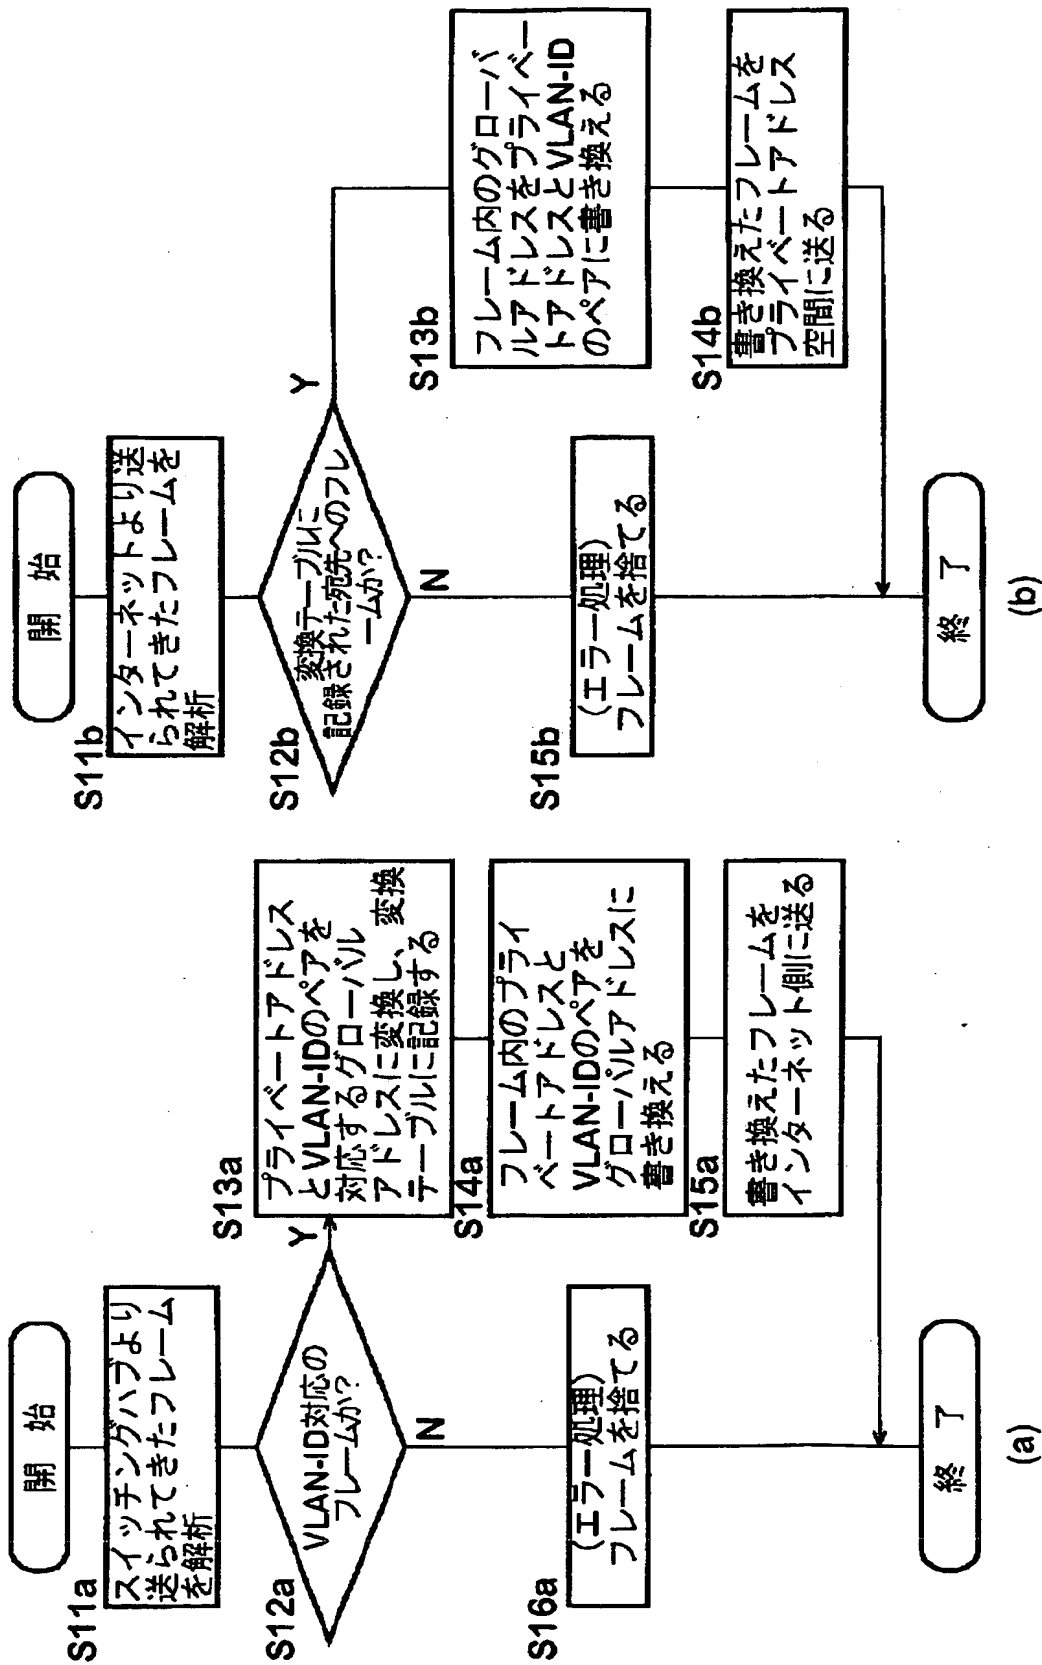 開 始
S11a
スイッチングハブより
送られてきたフレーム
を解析
S12a
VLAN-ID対応の
フレームか?
Y
N
S13a
プライベートアドレス
とVLAN-IDのペアを
対応するグローバル
アドレスに変換し、変換
テーブルに記録する
S14a
フレーム内のプライ
ベートアドレスと
VLAN-IDのペアを
グローバルアドレスに
書き換える
S15a
書き換えたフレームを
インターネット側に送る
S16a
(エラー処理)
フレームを捨てる
終 了
(a)
開 始
S11b
インターネットより送
られてきたフレームを
解析
S12b
変換テーブルに
記録された宛先へのフレ
ームか?
Y
N
S13b
フレーム内のグローバ
ルアドレスをプライベー
トアドレスとVLAN-ID
のペアに書き換える
S14b
書き換えたフレームを
プライベートアドレス
空間に送る
S15b
(エラー処理)
フレームを捨てる
終 了
(b)